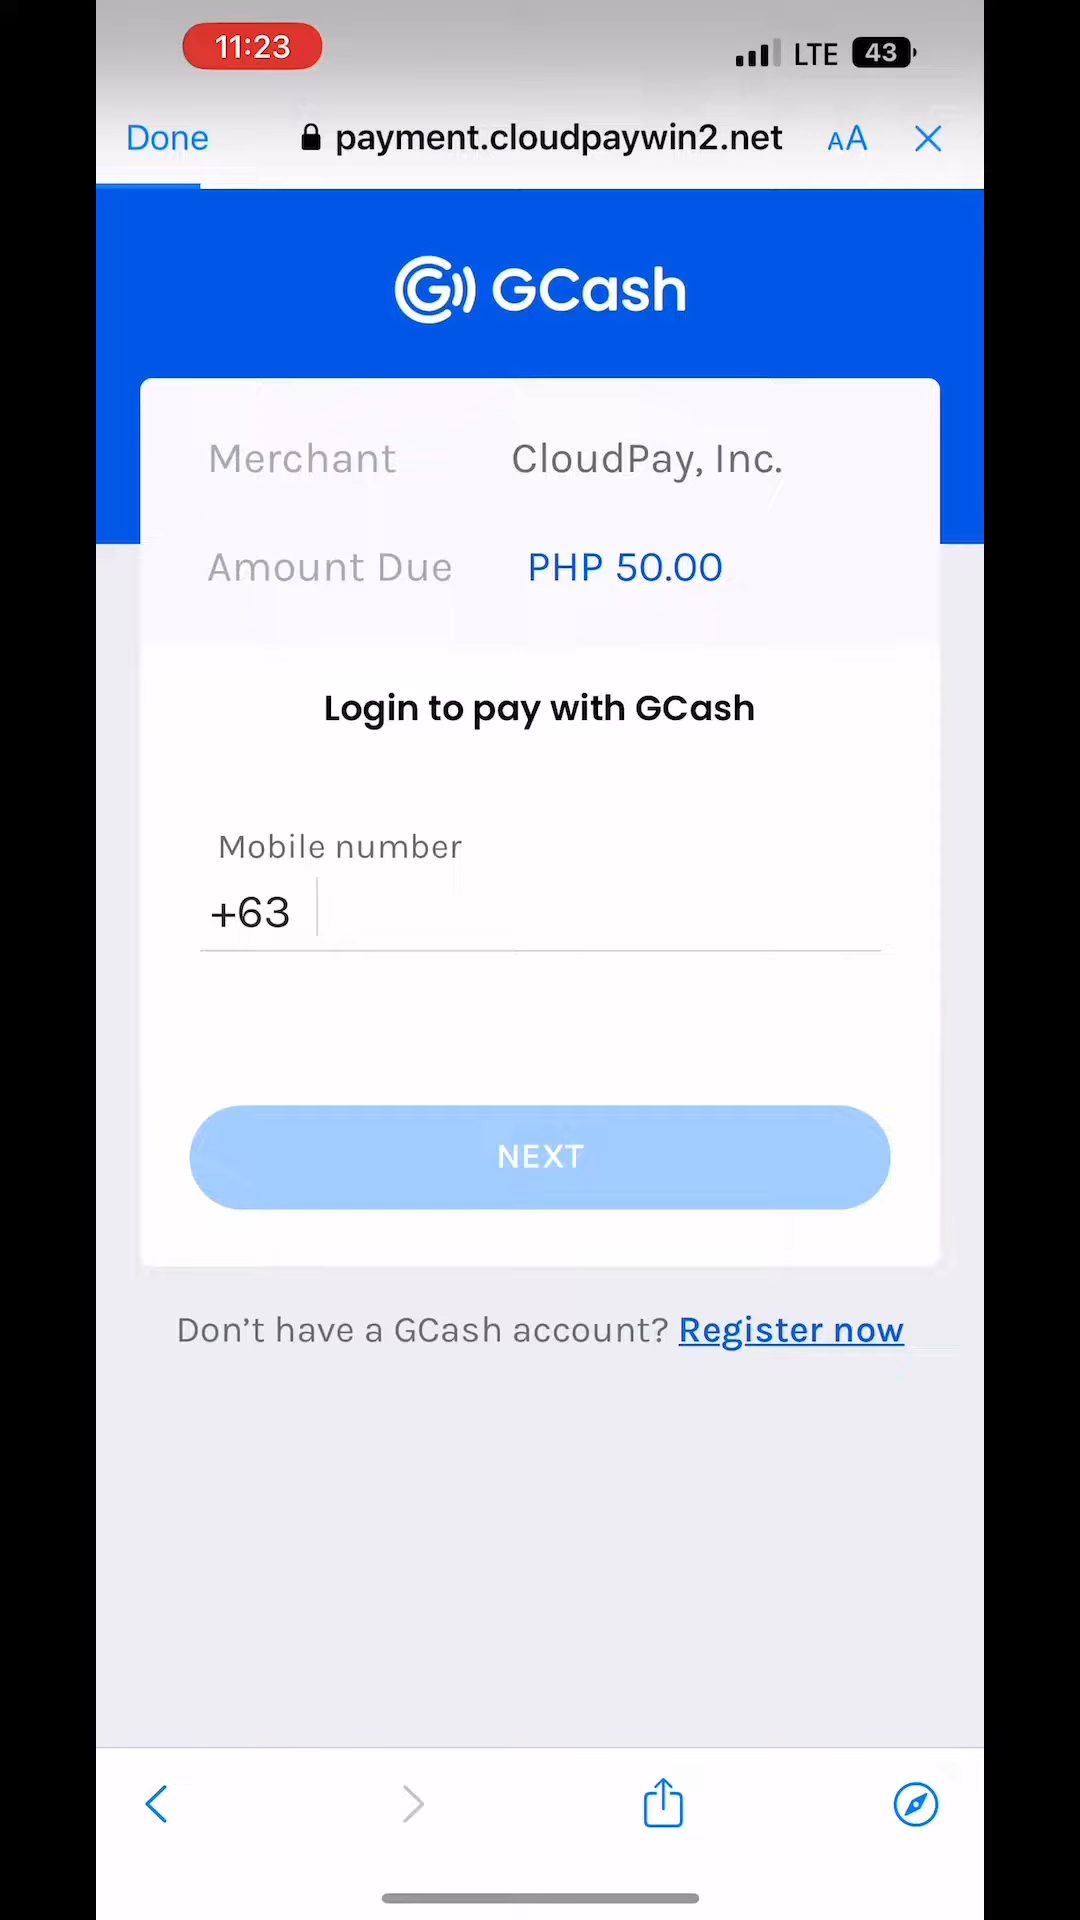 11:23
LTE 43
Done payment.cloudpaywin2.net AA
GCash
Merchant CloudPay, Inc.
Amount Due PHP 50.00
Login to pay with GCash
Mobile number
+63
NEXT
Don’t have a GCash account? Register now